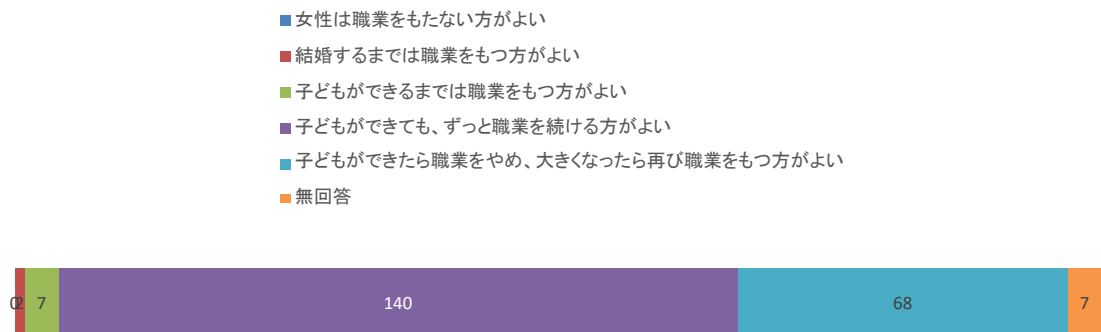 女性は職業をもたない方がよい
結婚するまでは職業をもつ方がよい
子どもができるまでは職業をもつ方がよい
子どもができても、ずっと職業を続ける方がよい
子どもができたら職業をやめ、大きくなったら再び職業をもつ方がよい
無回答
0 2 7 140 68 7